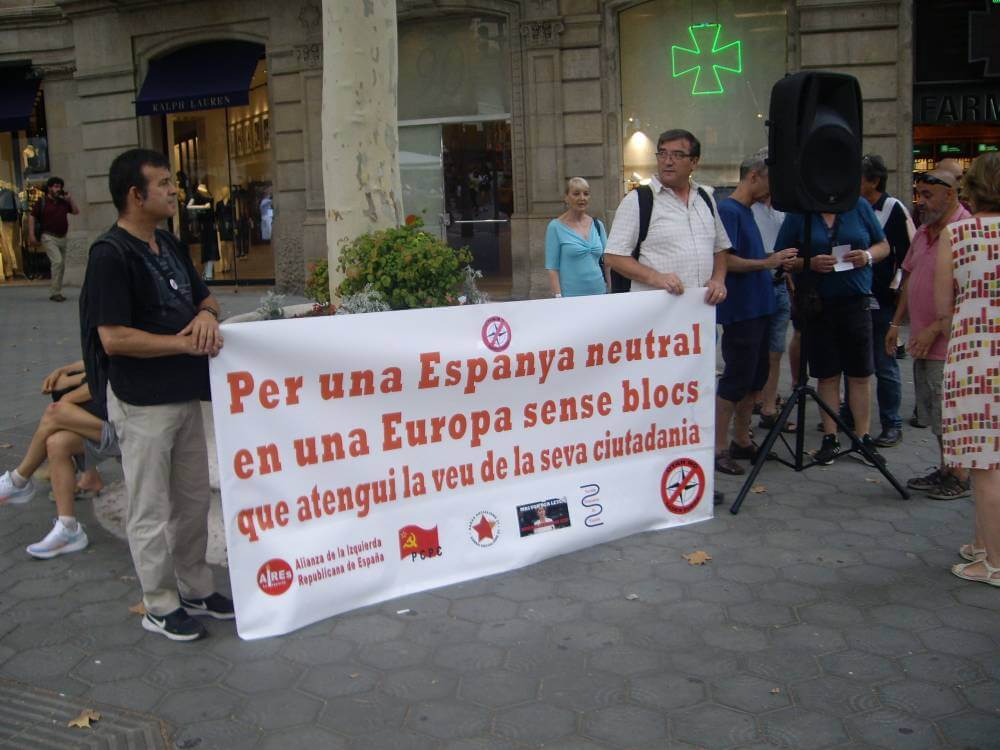 RALPH LAUREN
FARM
Per una Espanya neutral
en una Europa sense blocs
que atengui la veu de la seva ciutadania
AIREs
Alianza de la Izquierda
Republicana de España
P C P C